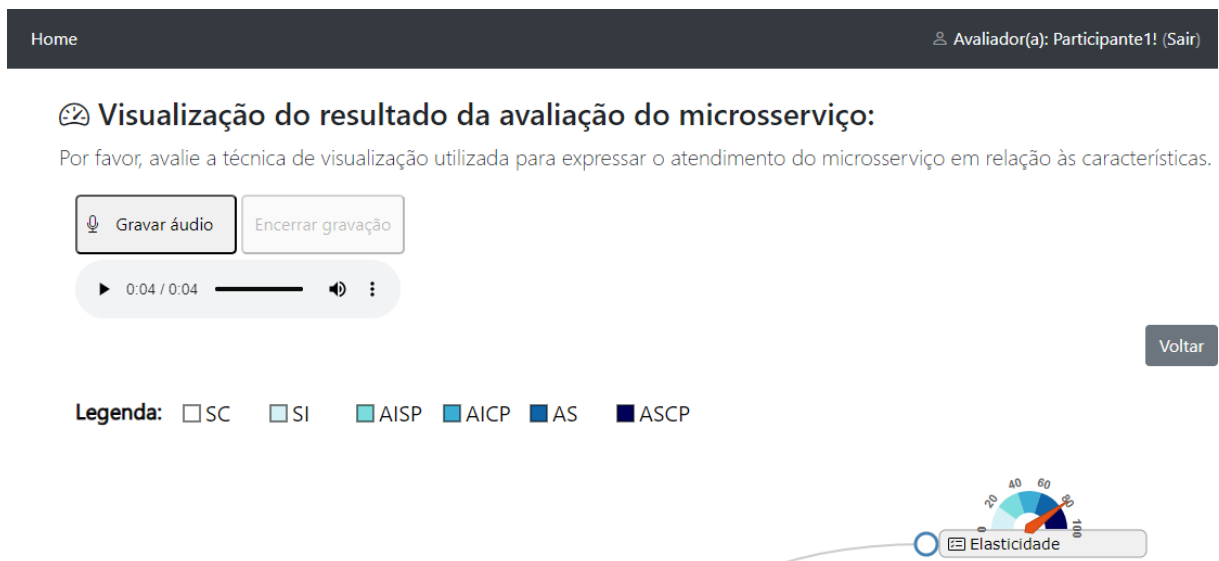 Home
Avaliador(a): Participante1! (Sair)
Visualização do resultado da avaliação do microsserviço:
Por favor, avalie a técnica de visualização utilizada para expressar o atendimento do microsserviço em relação às características.
Gravar áudio
Encerrar gravação
0:04 / 0:04
Voltar
Legenda: SC SI AISP AICP AS ASCP
0 20 40 60 80 100
Elasticidade